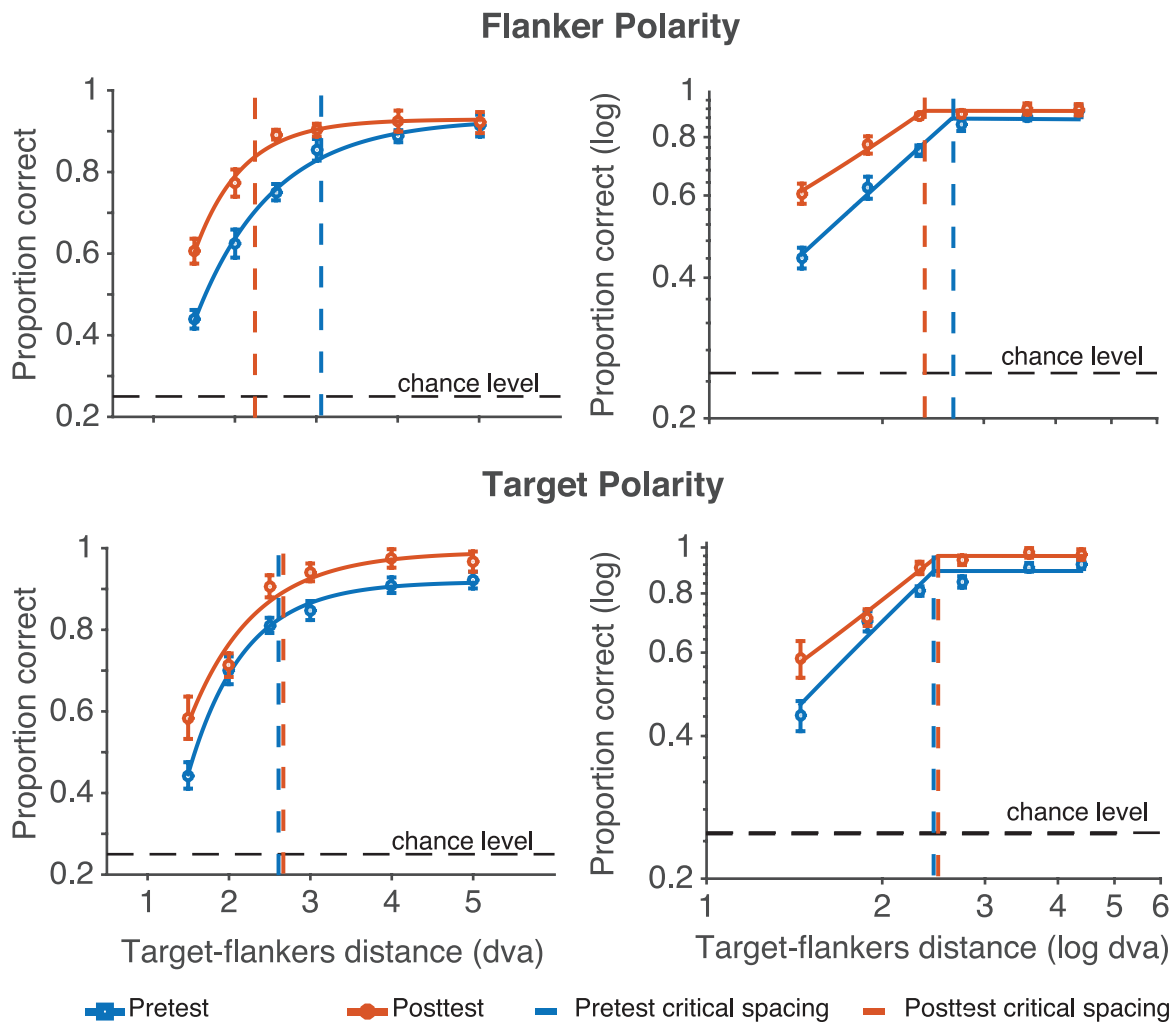 Flanker Polarity
Proportion correct
1
0.8
0.6
0.4
0.2
chance level
Proportion correct (log)
1
0.8
0.6
0.4
0.2
chance level
Target Polarity
Proportion correct
1
0.8
0.6
0.4
0.2
chance level
1 2 3 4 5
Target-flankers distance (dva)
Proportion correct (log)
1
0.8
0.6
0.4
0.2
chance level
1 2 3 4 5 6
Target-flankers distance (log dva)
Pretest Posttest Pretest critical spacing Posttest critical spacing